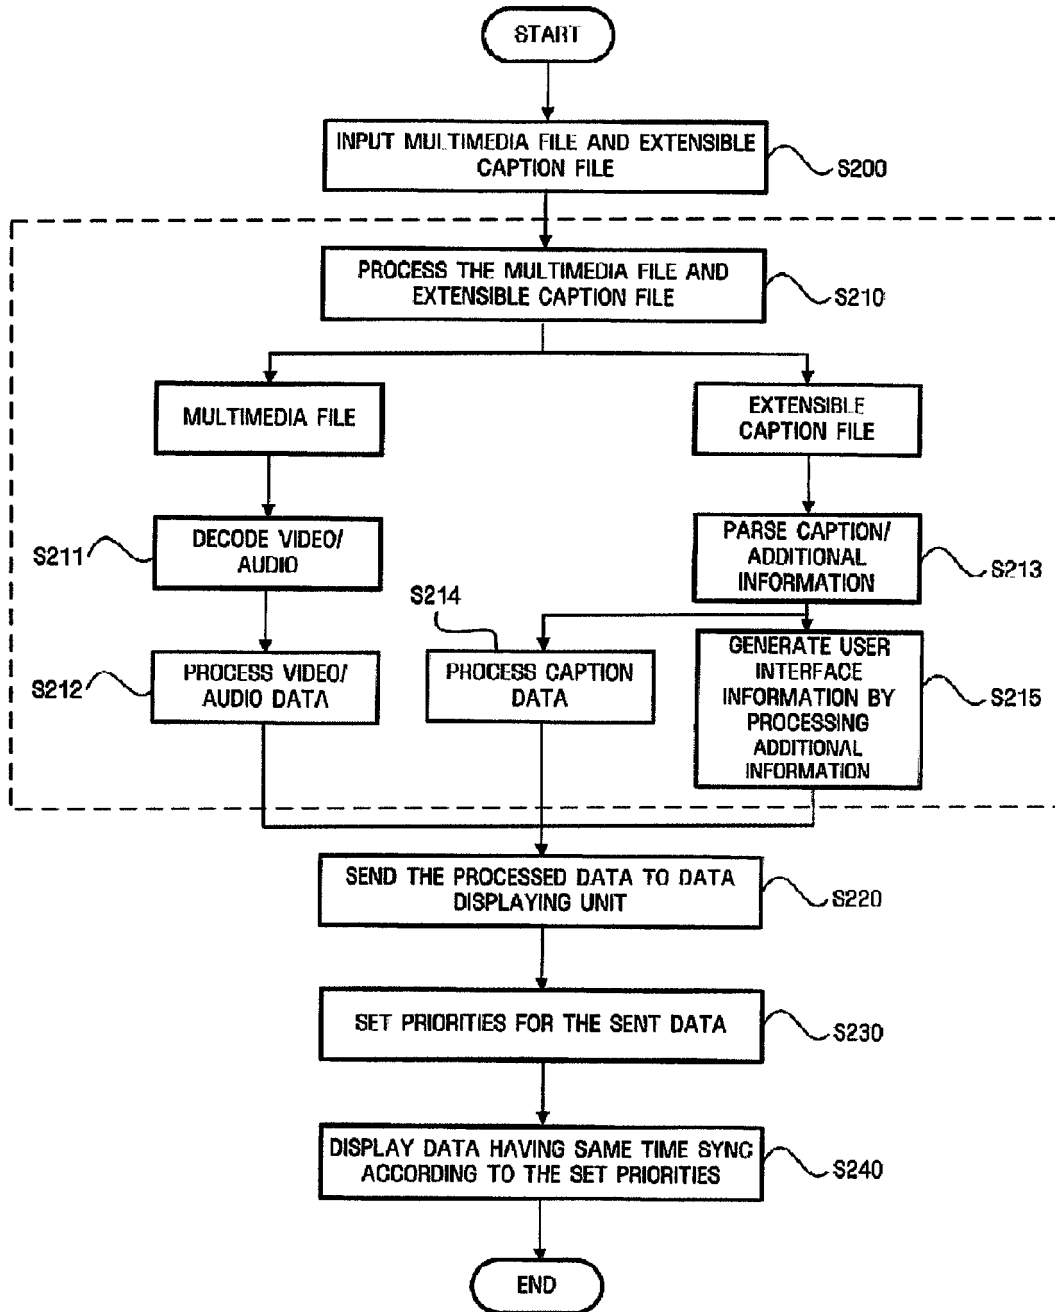 START
INPUT MULTIMEDIA FILE AND EXTENSIBLE
CAPTION FILE
S200
PROCESS THE MULTIMEDIA FILE AND
EXTENSIBLE CAPTION FILE
S210
MULTIMEDIA FILE
EXTENSIBLE
CAPTION FILE
S211
DECODE VIDEO/
AUDIO
PARSE CAPTION/
ADDITIONAL
INFORMATION
S213
S214
S212
PROCESS VIDEO/
AUDIO DATA
PROCESS CAPTION
DATA
GENERATE USER
INTERFACE
INFORMATION BY
PROCESSING
ADDITIONAL
INFORMATION
S215
SEND THE PROCESSED DATA TO DATA
DISPLAYING UNIT
S220
SET PRIORITIES FOR THE SENT DATA
S230
DISPLAY DATA HAVING SAME TIME SYNC
ACCORDING TO THE SET PRIORITIES
S240
END